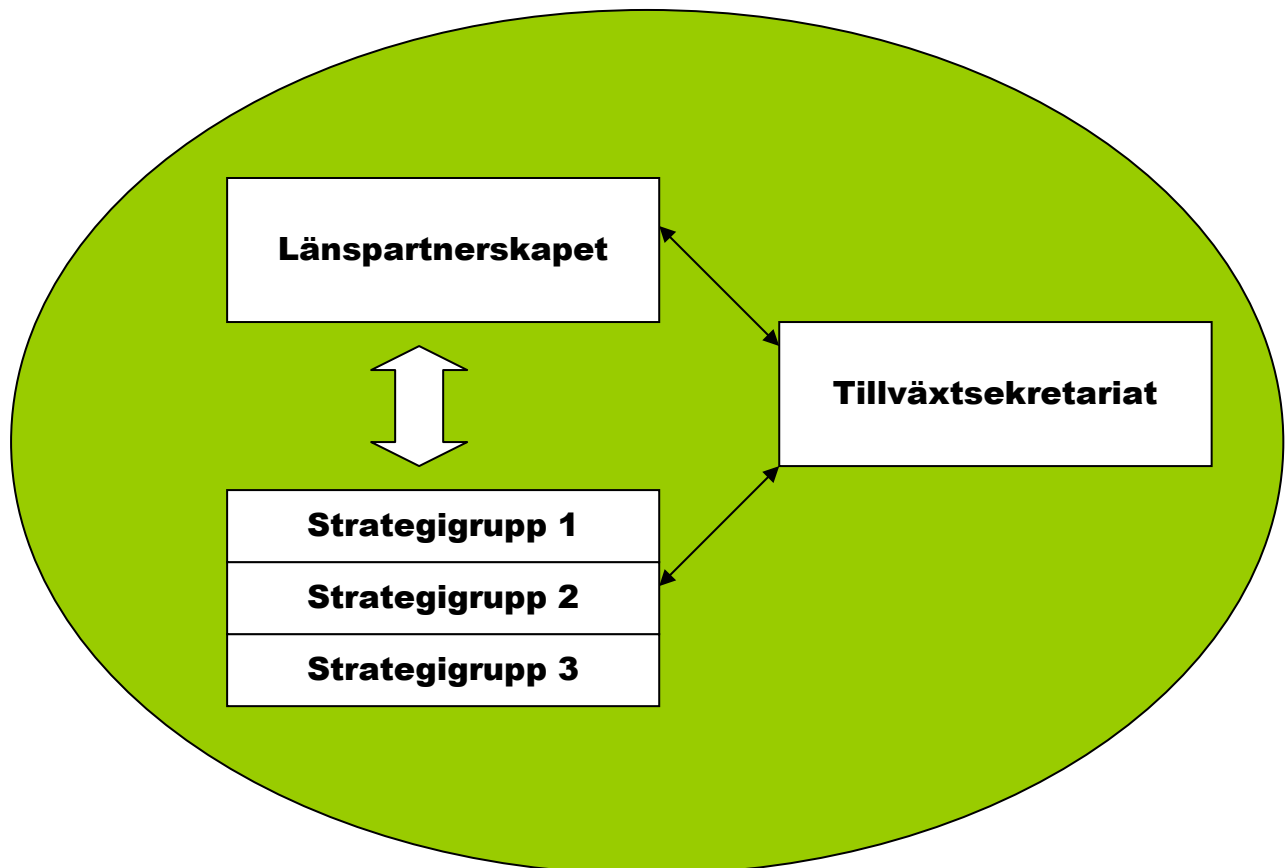 Länspartnerskapet
Tillväxtsekretariat
Strategigrupp 1
Strategigrupp 2
Strategigrupp 3